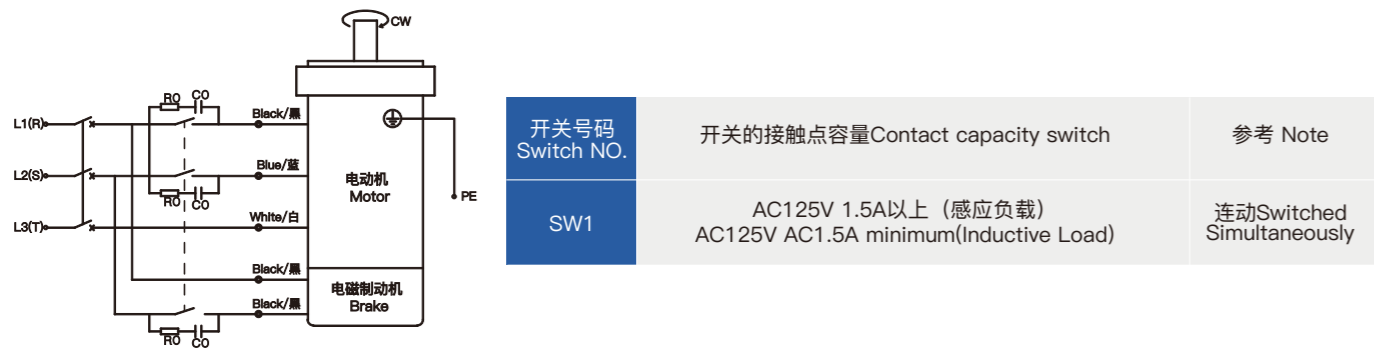 CW
R0 C0
L1(R)
Black/黑
L2(S)
Blue/蓝
R0 C0
电动机
Motor
PE
L3(T)
White/白
Black/黑
电磁制动机
Brake
Black/黑
R0 C0
开关号码
Switch NO.
开关的接触点容量Contact capacity switch
参考 Note
SW1
AC125V 1.5A以上（感应负载）
AC125V AC1.5A minimum(Inductive Load)
连动Switched
Simultaneously